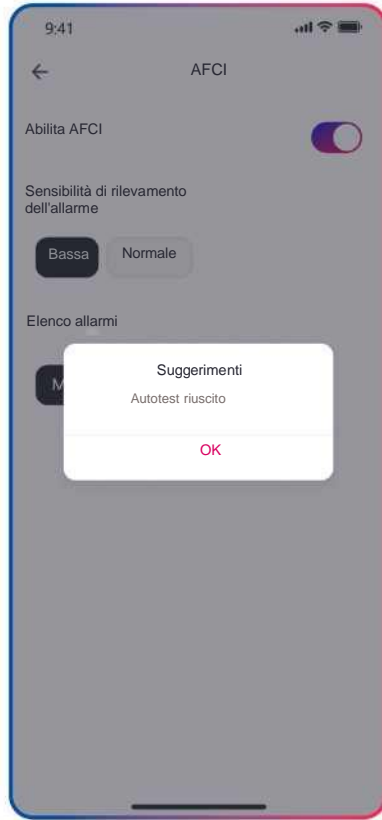 9:41
AFCI
Abilita AFCI
Sensibilità di rilevamento
dell'allarme
Bassa
Normale
Elenco allarmi
Suggerimenti
Autotest riuscito
OK